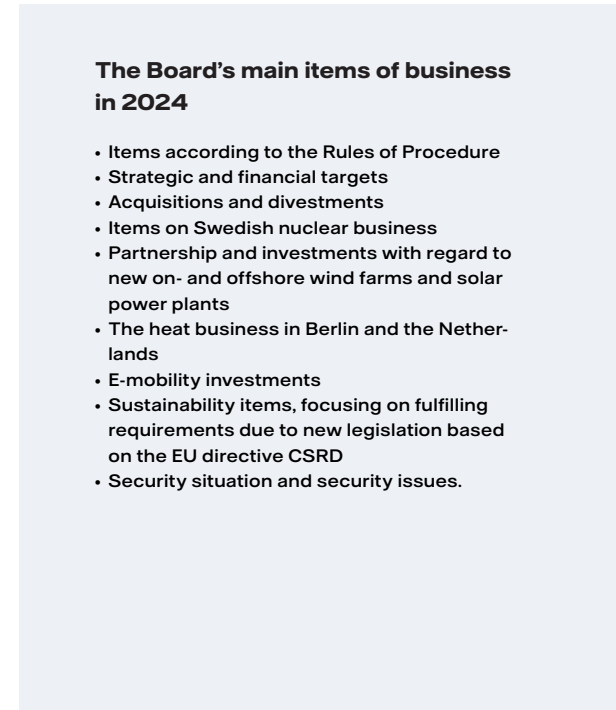 The Board’s main items of business
in 2024
• Items according to the Rules of Procedure
• Strategic and financial targets
• Acquisitions and divestments
• Items on Swedish nuclear business
• Partnership and investments with regard to
new on- and offshore wind farms and solar
power plants
• The heat business in Berlin and the Nether-
lands
• E-mobility investments
• Sustainability items, focusing on fulfilling
requirements due to new legislation based
on the EU directive CSRD
• Security situation and security issues.